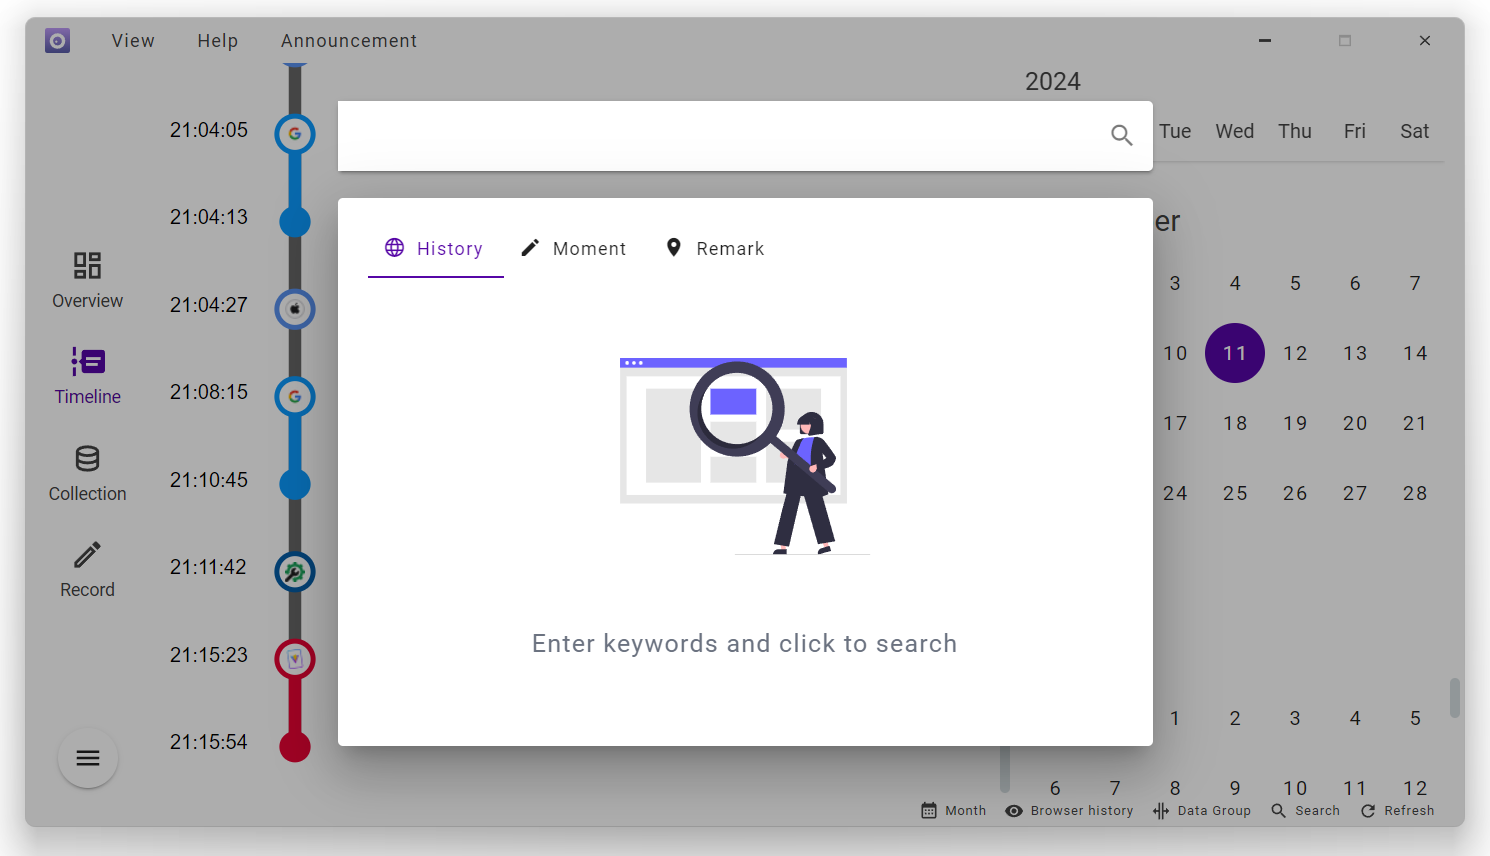 View Help Announcement
2024
Tue Wed Thu Fri Sat
21:04:05
21:04:13
21:04:27
21:08:15
21:10:45
21:11:42
21:15:23
21:15:54
Overview
Timeline
Collection
Record
History Moment Remark
Enter keywords and click to search
er
3 4 5 6 7
10 11 12 13 14
17 18 19 20 21
24 25 26 27 28
1 2 3 4 5
6 7 8 9 10 11 12
Month Browser history Data Group Search Refresh